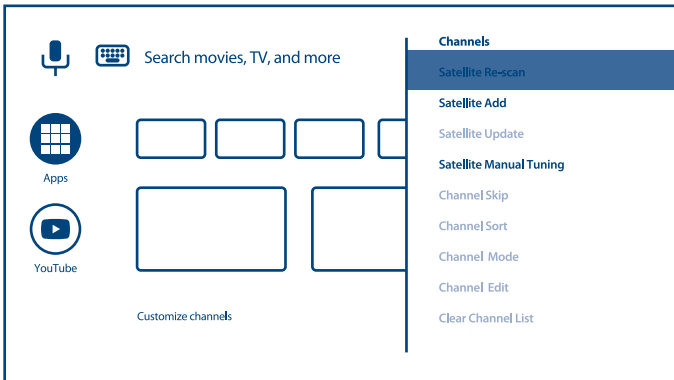 Search movies, TV, and more
Apps
YouTube
Customize channels
Channels
Satellite Re-scan
Satellite Add
Satellite Update
Satellite Manual Tuning
Channel Skip
Channel Sort
Channel Mode
Channel Edit
Clear Channel List